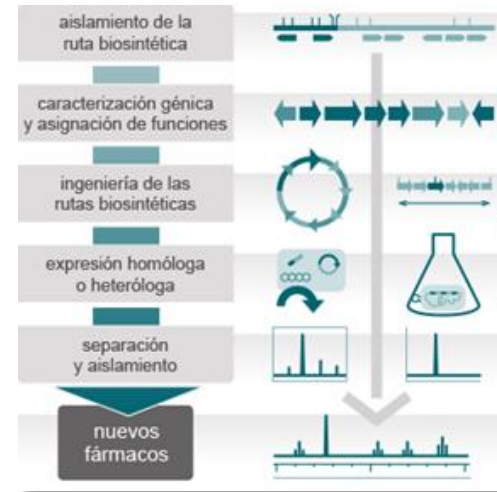 aislamiento de la
ruta biosintética
caracterización génica
y asignación de funciones
ingeniería de las
rutas biosintéticas
expresión homóloga
o heteróloga
separación
y aislamiento
nuevos
fármacos